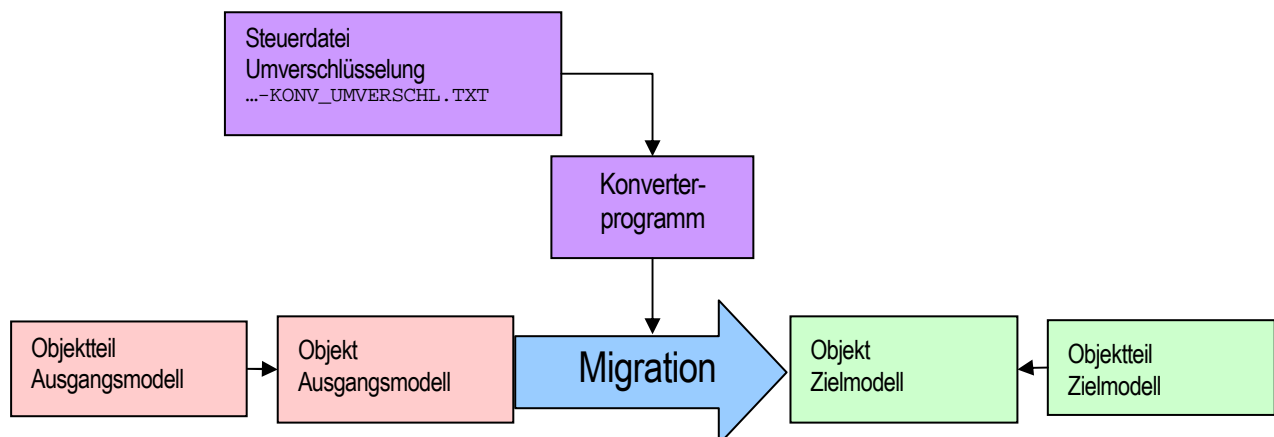 Steuerdatei
Umverschlüsselung
…-KONV_UMVERSCHL.TXT
Konverter-
programm
Objektteil
Ausgangsmodell
Objekt
Ausgangsmodell
Migration
Objekt
Zielmodell
Objektteil
Zielmodell